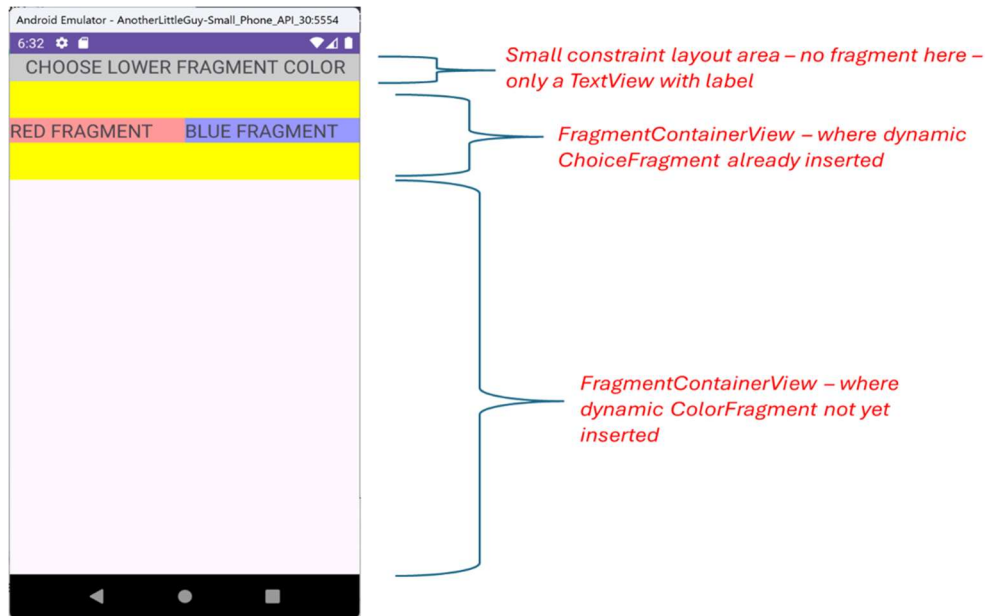 Android Emulator - AnotherLittleGuy-Small_Phone_API_30:5554
6:32
CHOOSE LOWER FRAGMENT COLOR
RED FRAGMENT BLUE FRAGMENT
Small constraint layout area – no fragment here –
only a TextView with label
FragmentContainerView – where dynamic
ChoiceFragment already inserted
FragmentContainerView – where
dynamic ColorFragment not yet
inserted